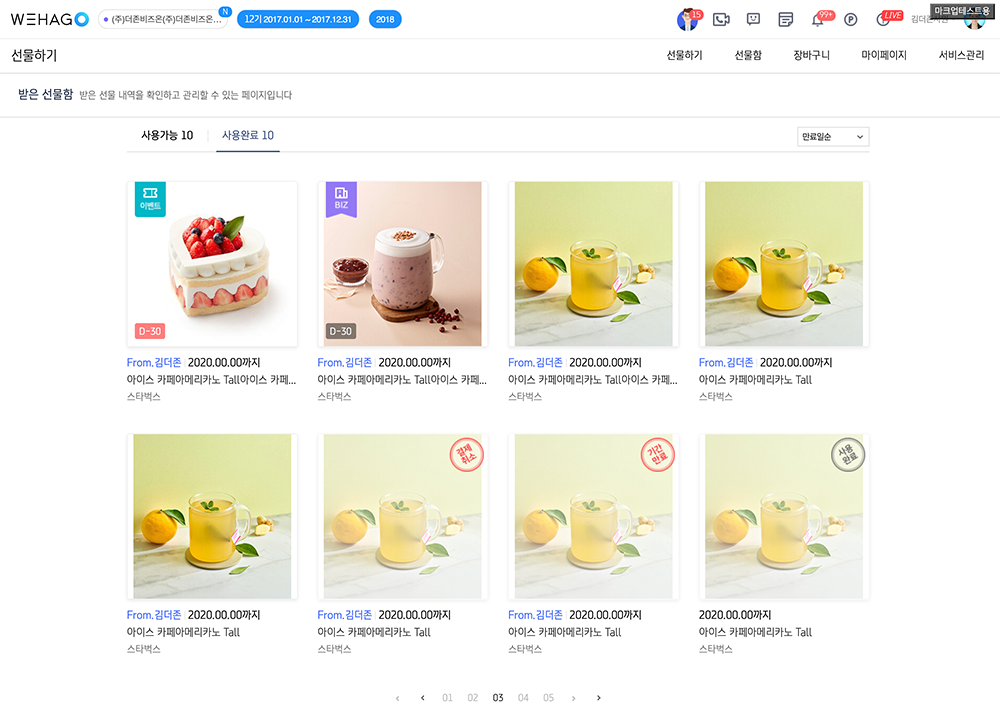 WEHAGO
(주)더존비즈온(주)더존비즈온... N
12기 2017.01.01 ~ 2017.12.31
2018
15
99+
LIVE
마크업테스트용
선물하기
선물하기 선물함 장바구니 마이페이지 서비스관리
받은 선물함 받은 선물 내역을 확인하고 관리할 수 있는 페이지입니다
사용가능 10 사용완료 10 만료일순
이벤트
D-30
BIZ
D-30
From.김더존 2020.00.00까지
아이스 카페아메리카노 Tall아이스 카페...
스타벅스
From.김더존 2020.00.00까지
아이스 카페아메리카노 Tall아이스 카페...
스타벅스
From.김더존 2020.00.00까지
아이스 카페아메리카노 Tall아이스 카페...
스타벅스
From.김더존 2020.00.00까지
아이스 카페아메리카노 Tall
스타벅스
From.김더존 2020.00.00까지
아이스 카페아메리카노 Tall
스타벅스
결제
취소
From.김더존 2020.00.00까지
아이스 카페아메리카노 Tall
스타벅스
기간
만료
From.김더존 2020.00.00까지
아이스 카페아메리카노 Tall
스타벅스
사용
완료
2020.00.00까지
아이스 카페아메리카노 Tall
스타벅스
01 02 03 04 05